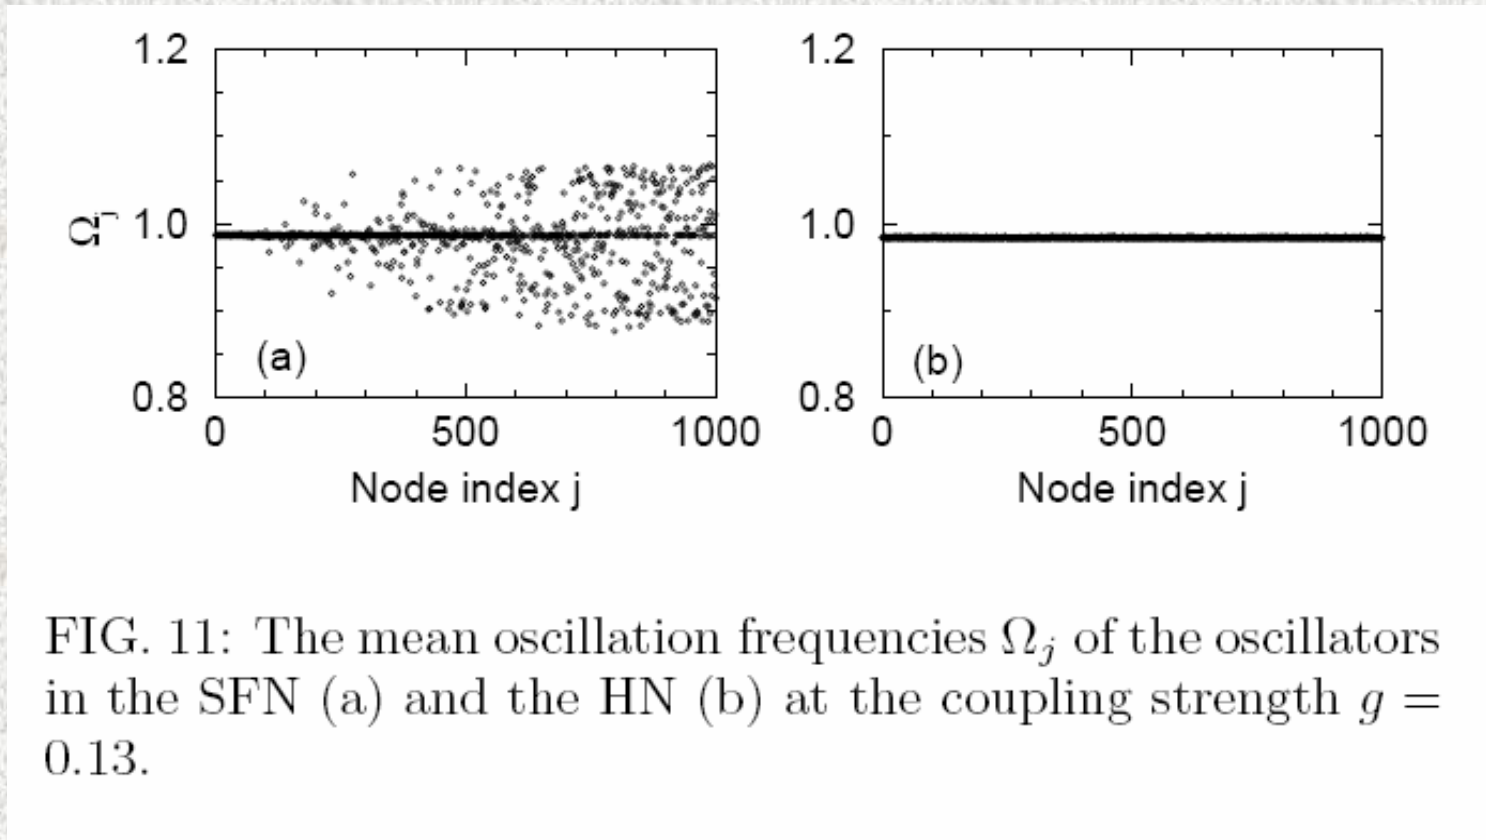 1.2
1.0
0.8
Ωj
(a)
0 500 1000
Node index j
1.2
1.0
0.8
(b)
0 500 1000
Node index j
FIG. 11: The mean oscillation frequencies Ωj of the oscillators
in the SFN (a) and the HN (b) at the coupling strength g =
0.13.